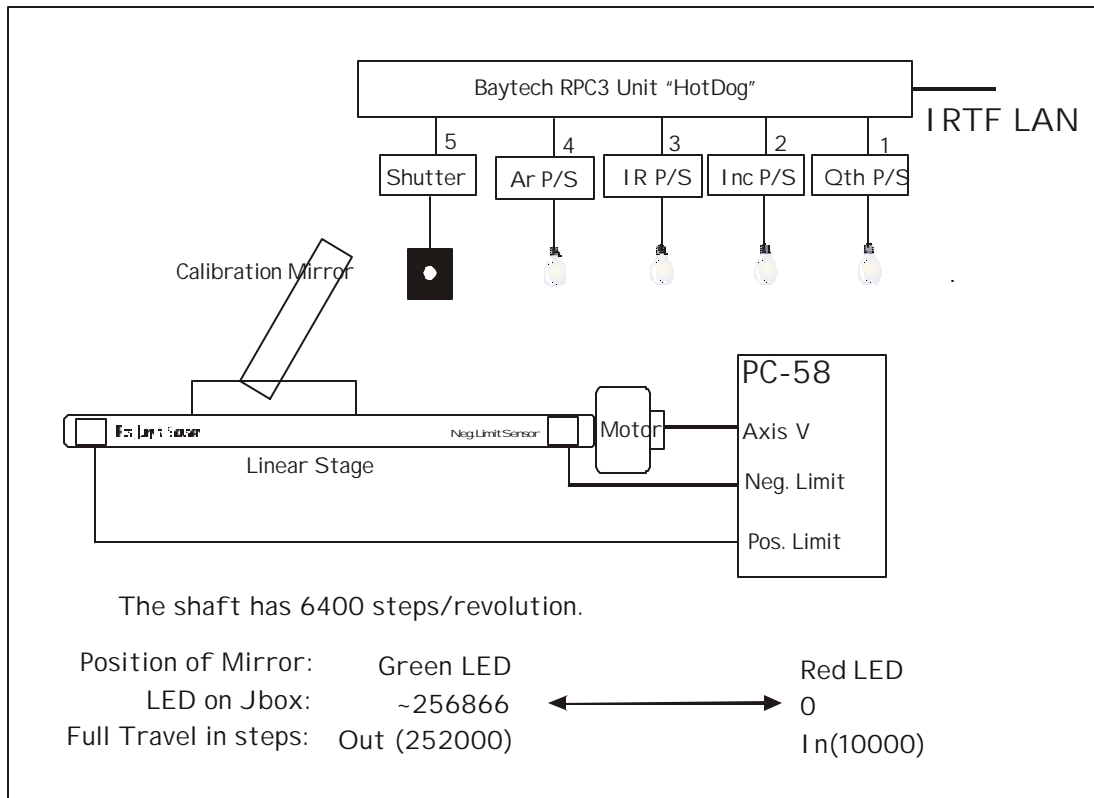 Baytech RPC3 Unit “HotDog”
IRTF LAN
5 4 3 2 1
Shutter Ar P/S IR P/S Inc P/S Qth P/S
Calibration Mirror
PC-58
Neg.Limit Sensor
Motor
Axis V
Linear Stage
Neg. Limit
Pos. Limit
The shaft has 6400 steps/revolution.
Position of Mirror: Green LED Red LED
LED on Jbox: ~256866 0
Full Travel in steps: Out (252000) In(10000)